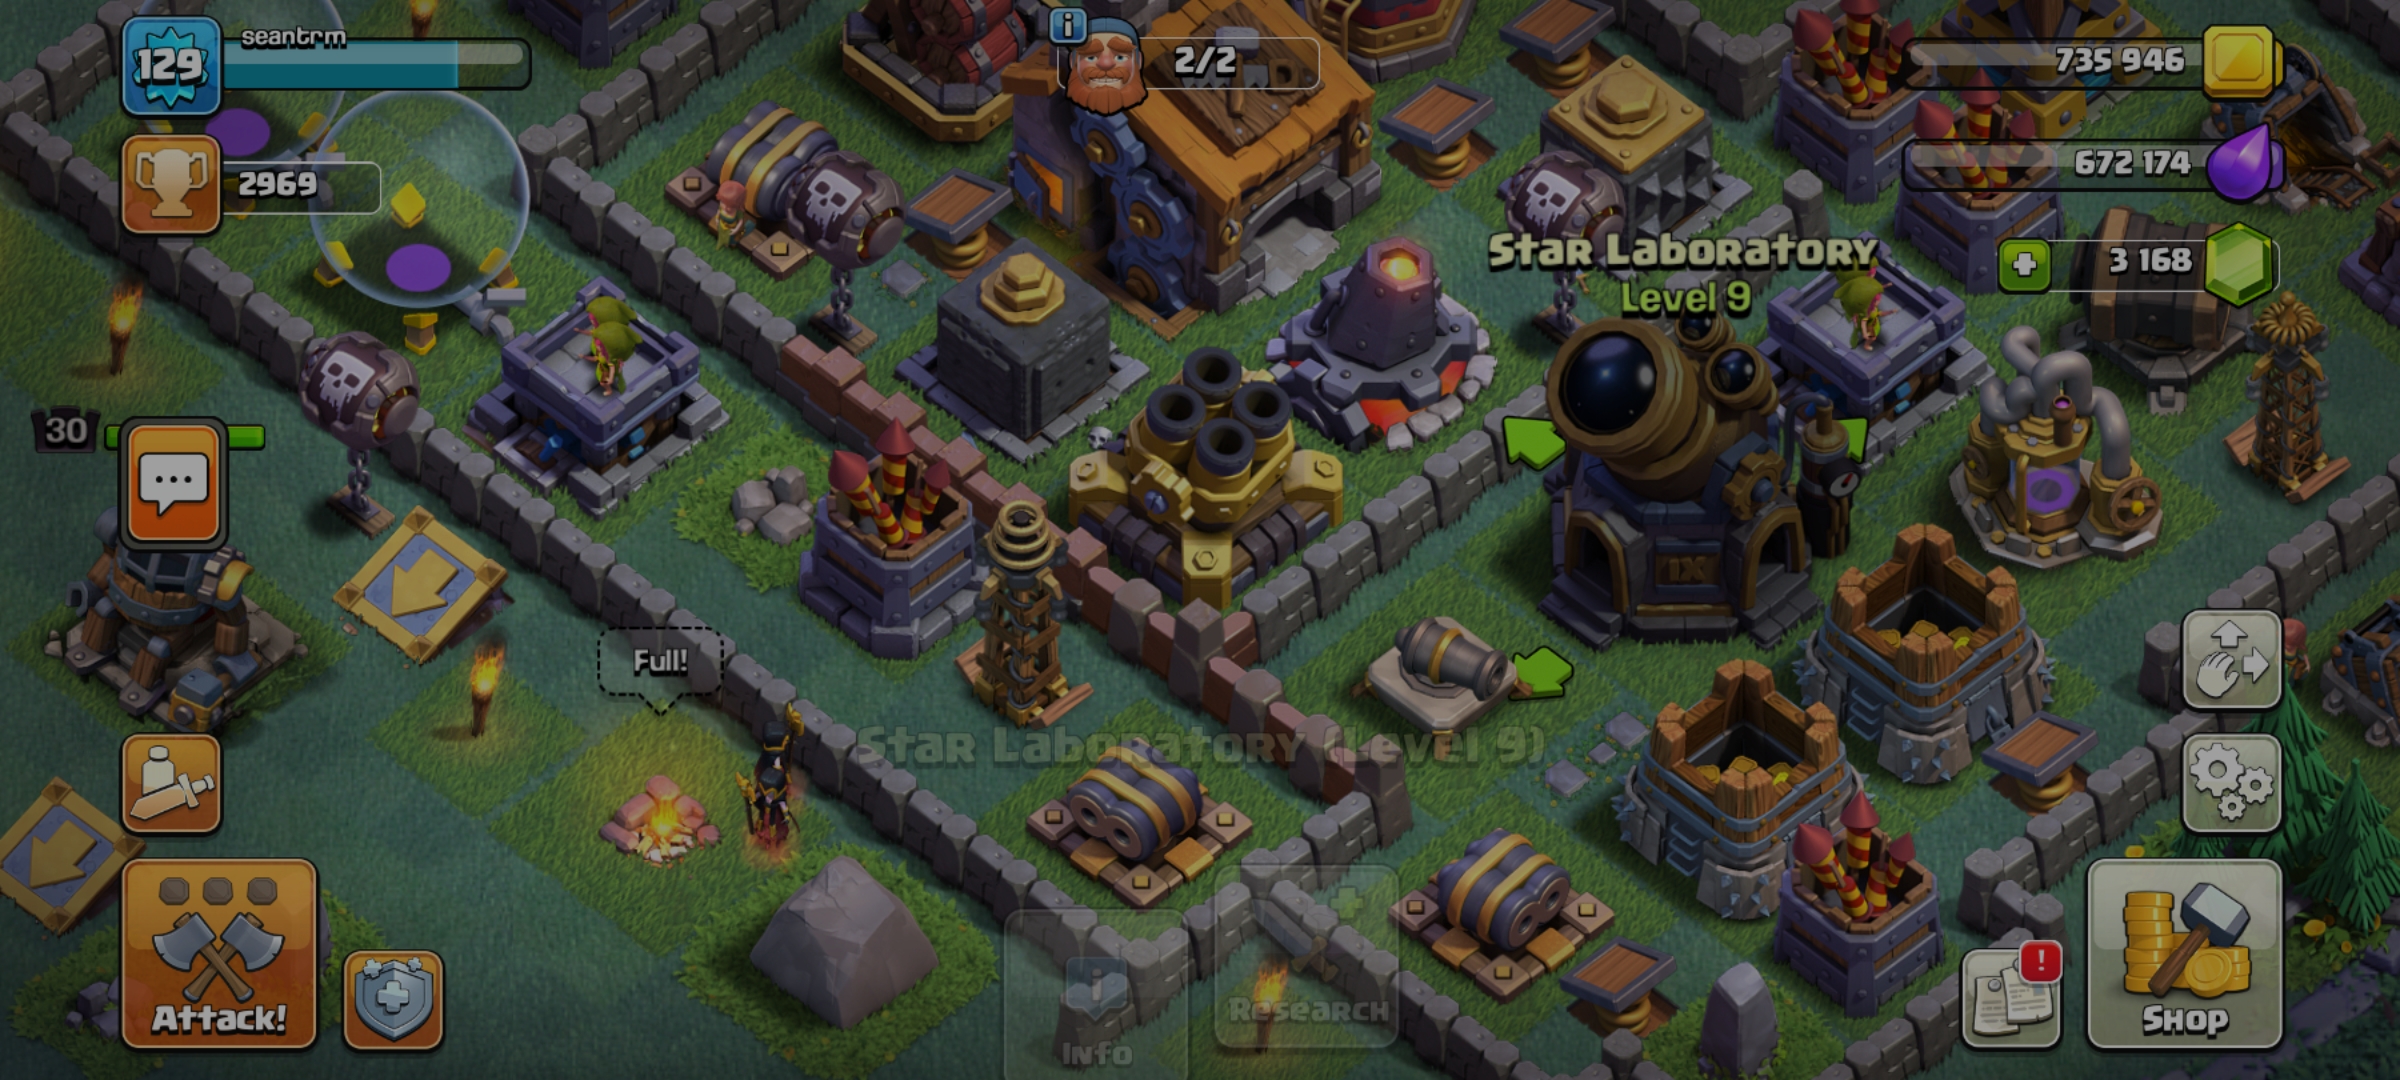 129
seantrm
2/2
735 946
2969
672 174
3 168
Star Laboratory
Level 9
30
IX
Full!
Star Laboratory (Level 9)
Attack!
Research
Info
!
Shop